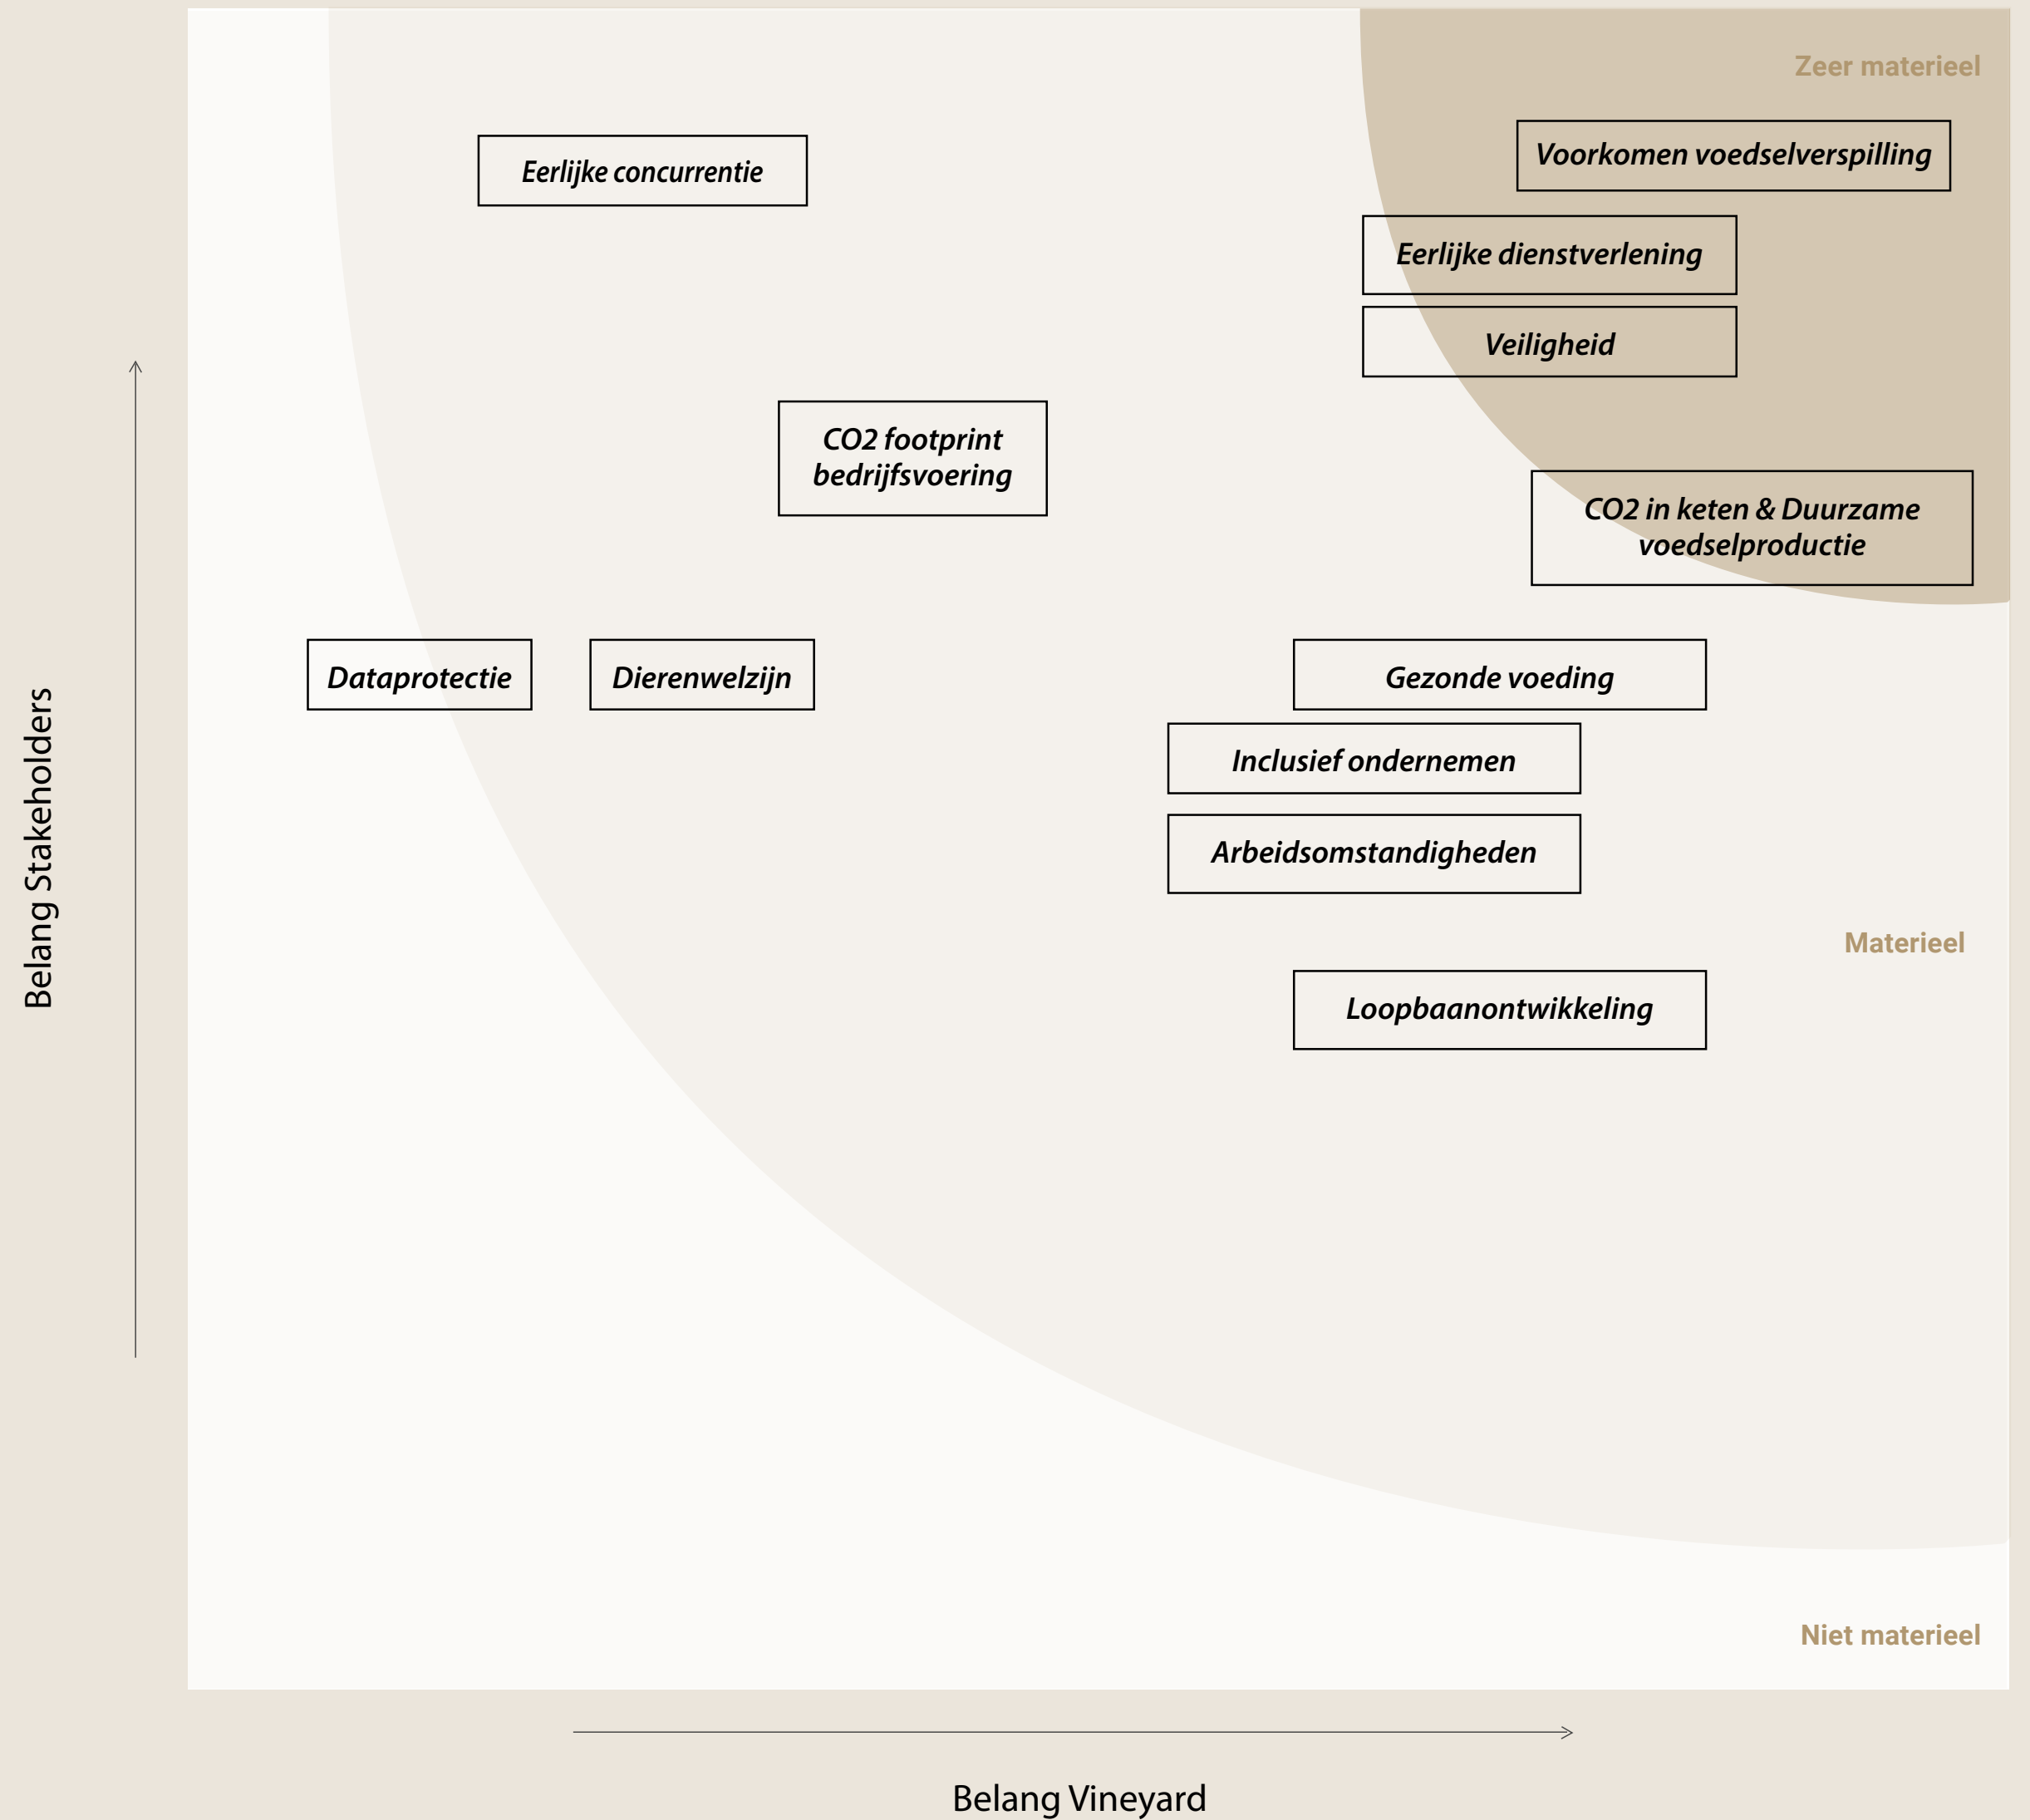 Zeer materieel
Voorkomen voedselverspilling
Eerlijke concurrentie
Eerlijke dienstverlening
Veiligheid
CO2 footprint
bedrijfsvoering
CO2 in keten & Duurzame
voedselproductie
Dataprotectie
Dierenwelzijn
Gezonde voeding
Inclusief ondernemen
Arbeidsomstandigheden
Materieel
Loopbaanontwikkeling
Niet materieel
Belang Stakeholders
Belang Vineyard